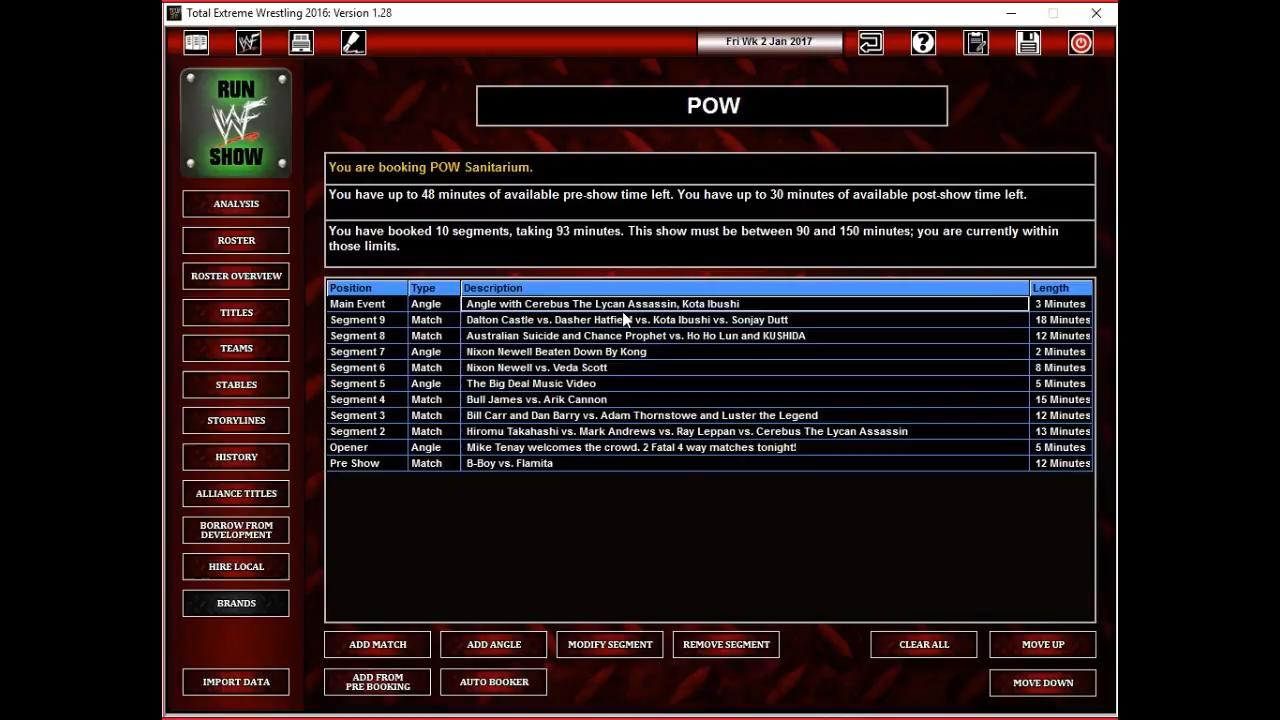 Total Extreme Wrestling 2016: Version 1.28
Fri Wk 2 Jan 2017
RUN
WF
SHOW
POW
You are booking POW Sanitarium.
You have up to 48 minutes of available pre-show time left. You have up to 30 minutes of available post-show time left.
You have booked 10 segments, taking 93 minutes. This show must be between 90 and 150 minutes; you are currently within
those limits.
ANALYSIS
ROSTER
ROSTER OVERVIEW
TITLES
TEAMS
STABLES
STORYLINES
HISTORY
ALLIANCE TITLES
BORROW FROM
DEVELOPMENT
HIRE LOCAL
BRANDS
IMPORT DATA
Position Type Description Length
Main Event Angle Angle with Cerebus The Lycan Assassin, Kota Ibushi 3 Minutes
Segment 9 Match Dalton Castle vs. Dasher Hatfield vs. Kota Ibushi vs. Sonjay Dutt 18 Minutes
Segment 8 Match Australian Suicide and Chance Prophet vs. Ho Ho Lun and KUSHIDA 12 Minutes
Segment 7 Angle Nixon Newell Beaten Down By Kong 2 Minutes
Segment 6 Match Nixon Newell vs. Veda Scott 8 Minutes
Segment 5 Angle The Big Deal Music Video 5 Minutes
Segment 4 Match Bull James vs. Arik Cannon 15 Minutes
Segment 3 Match Bill Carr and Dan Barry vs. Adam Thornstowe and Luster the Legend 12 Minutes
Segment 2 Match Hiromu Takahashi vs. Mark Andrews vs. Ray Leppan vs. Cerebus The Lycan Assassin 13 Minutes
Opener Angle Mike Tenay welcomes the crowd. 2 Fatal 4 way matches tonight! 5 Minutes
Pre Show Match B-Boy vs. Flamita 12 Minutes
ADD MATCH ADD ANGLE MODIFY SEGMENT REMOVE SEGMENT CLEAR ALL MOVE UP
ADD FROM
PRE BOOKING
AUTO BOOKER
MOVE DOWN